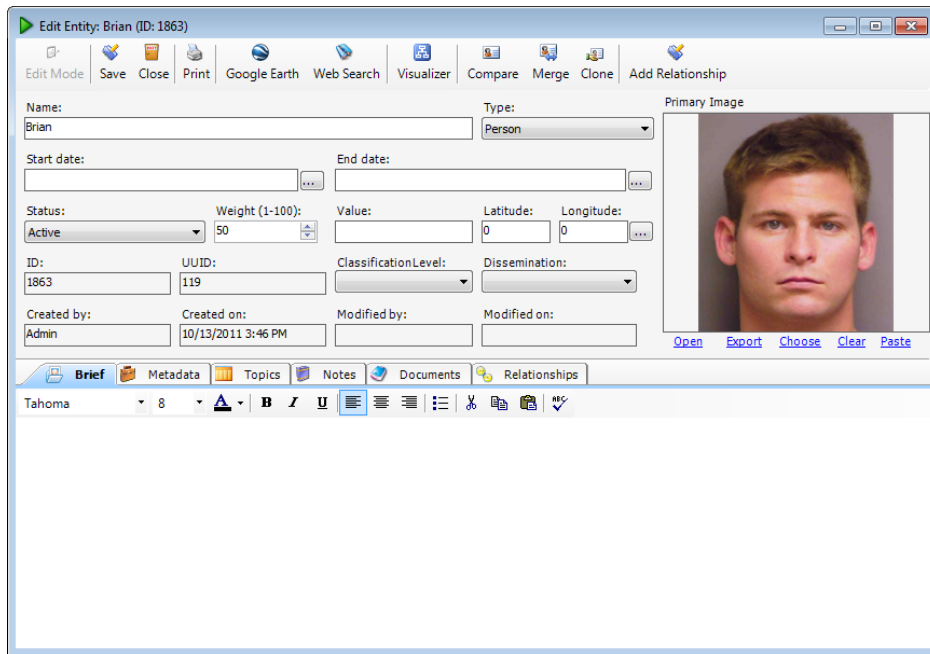 Edit Entity: Brian (ID: 1863)
Edit Mode Save Close Print Google Earth Web Search Visualizer Compare Merge Clone Add Relationship
Name: Type: Primary Image
Brian Person
Start date: End date:
... ...
Status: Weight (1-100): Value: Latitude: Longitude:
Active 50 0 0 ...
ID: UUID: ClassificationLevel: Dissemination:
1863 119
Created by: Created on: Modified by: Modified on:
Admin 10/13/2011 3:46 PM
Open Export Choose Clear Paste
Brief Metadata Topics Notes Documents Relationships
Tahoma 8 A B I U ABC